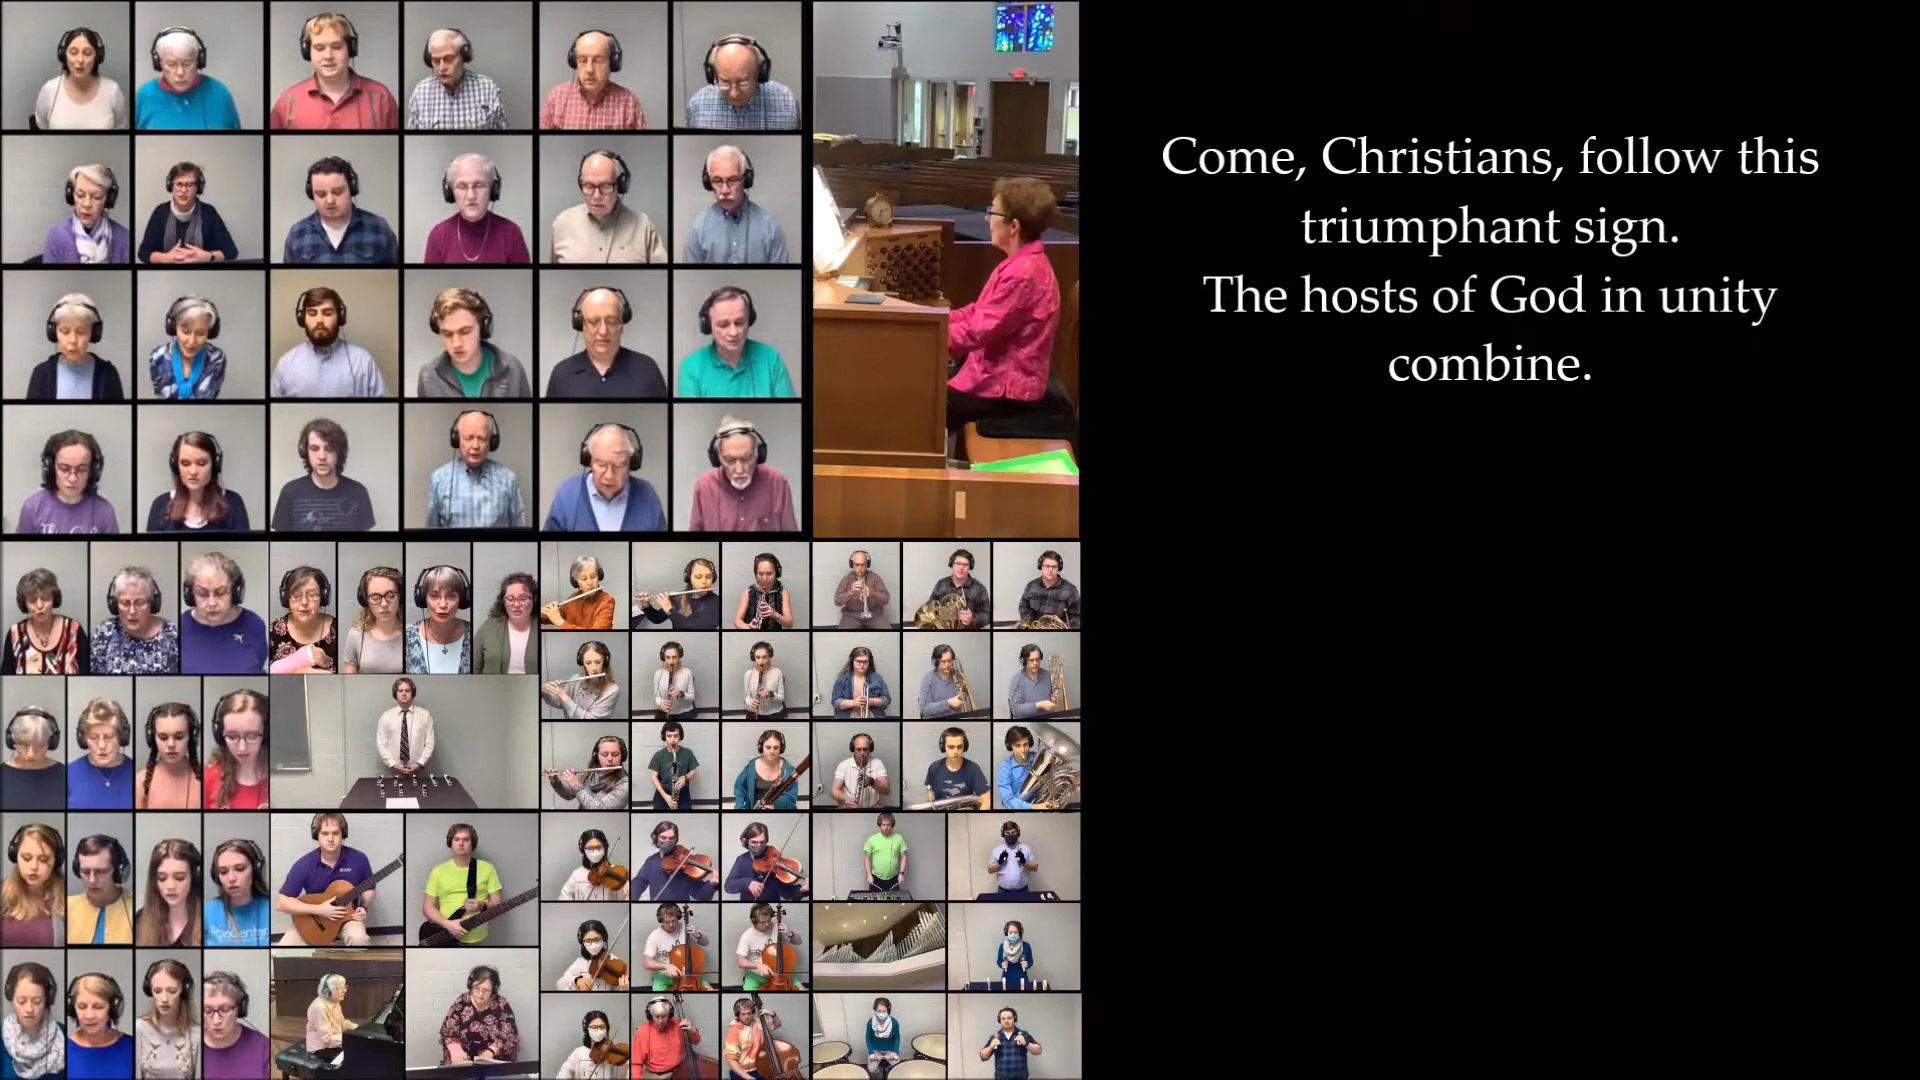 Come, Christians, follow this
triumphant sign.
The hosts of God in unity
combine.